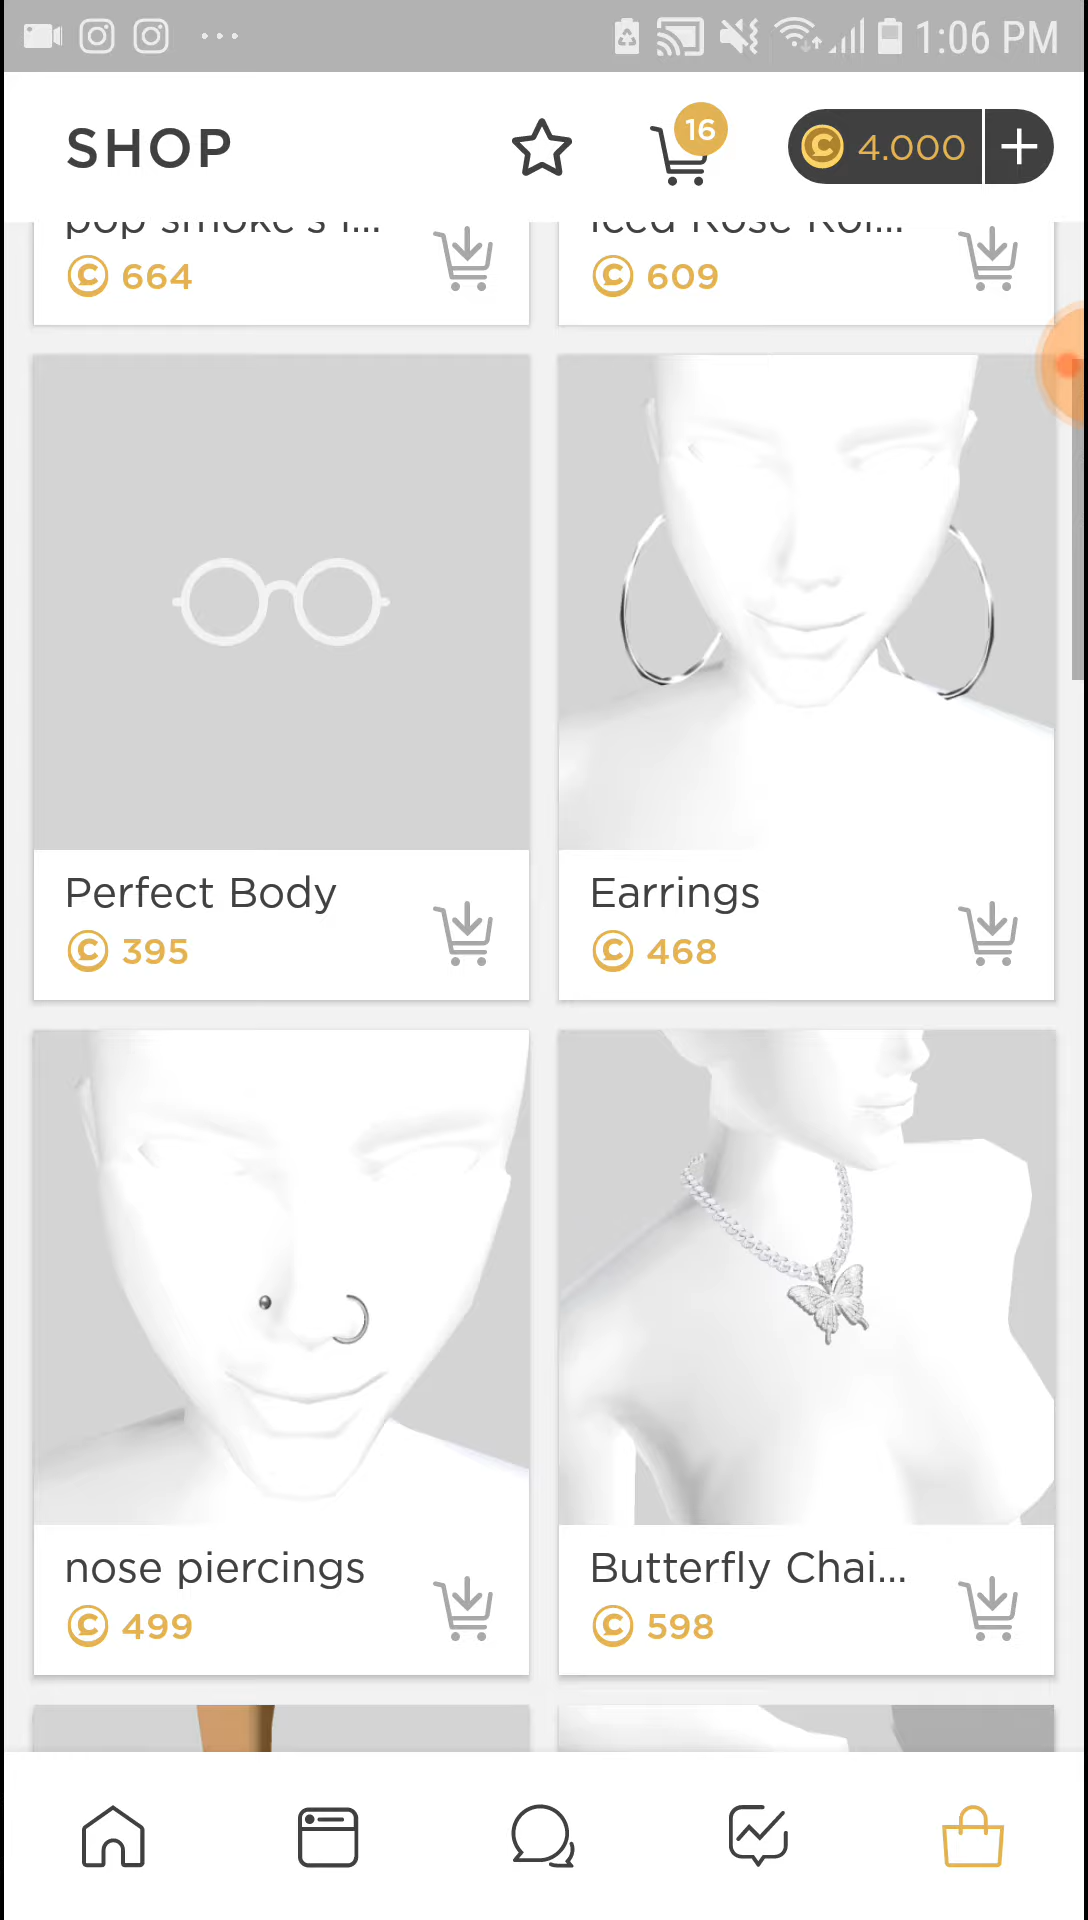 1:06 PM
SHOP
16
4.000
pop smoke's
664
Iced Rose
609
Perfect Body
395
Earrings
468
nose piercings
499
Butterfly Chai...
598